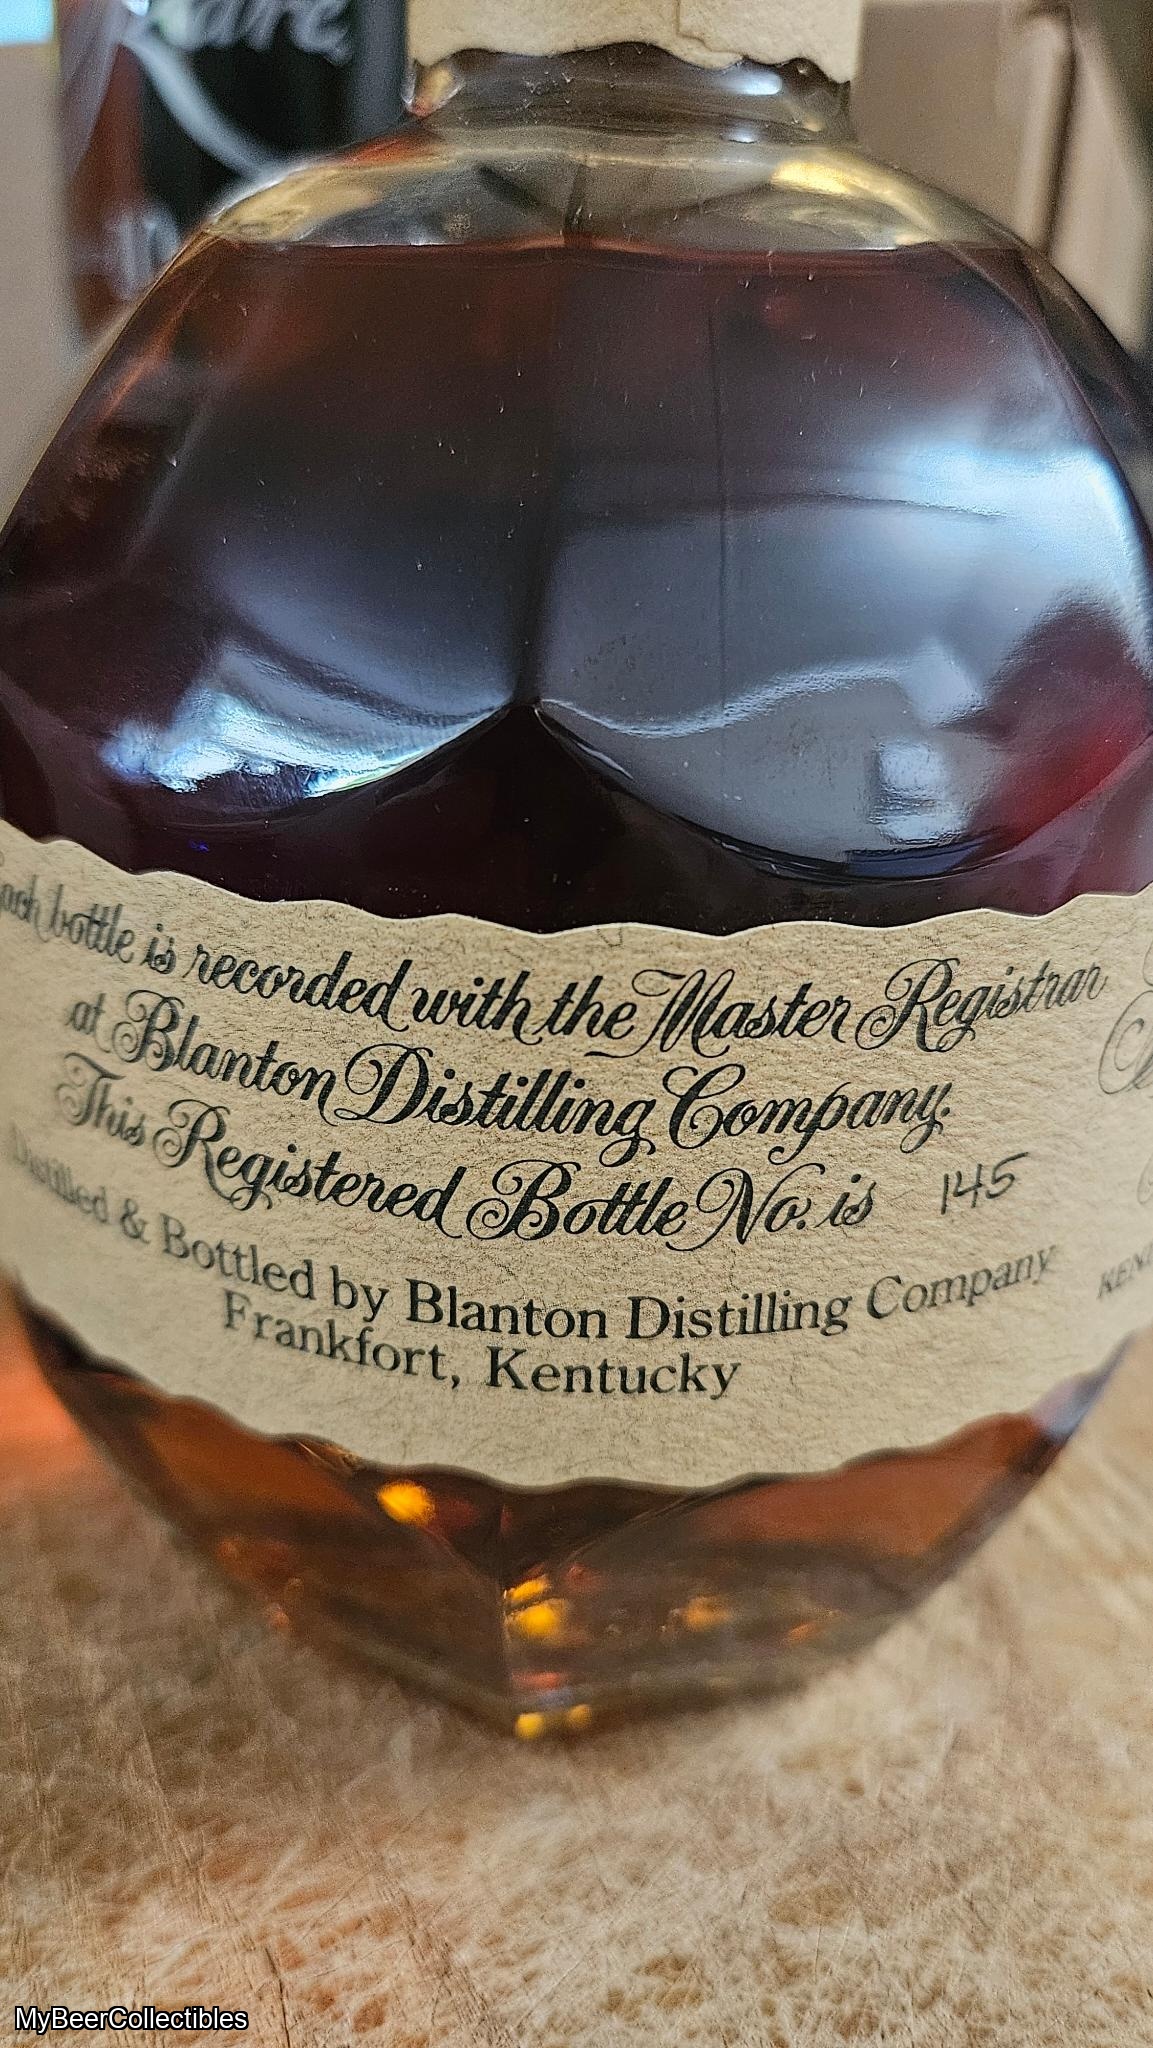 Each bottle is recorded with the Master Registrar
at Blanton Distilling Company.
This Registered Bottle No. is 145
Distilled & Bottled by Blanton Distilling Company
Frankfort, Kentucky
MyBeerCollectibles